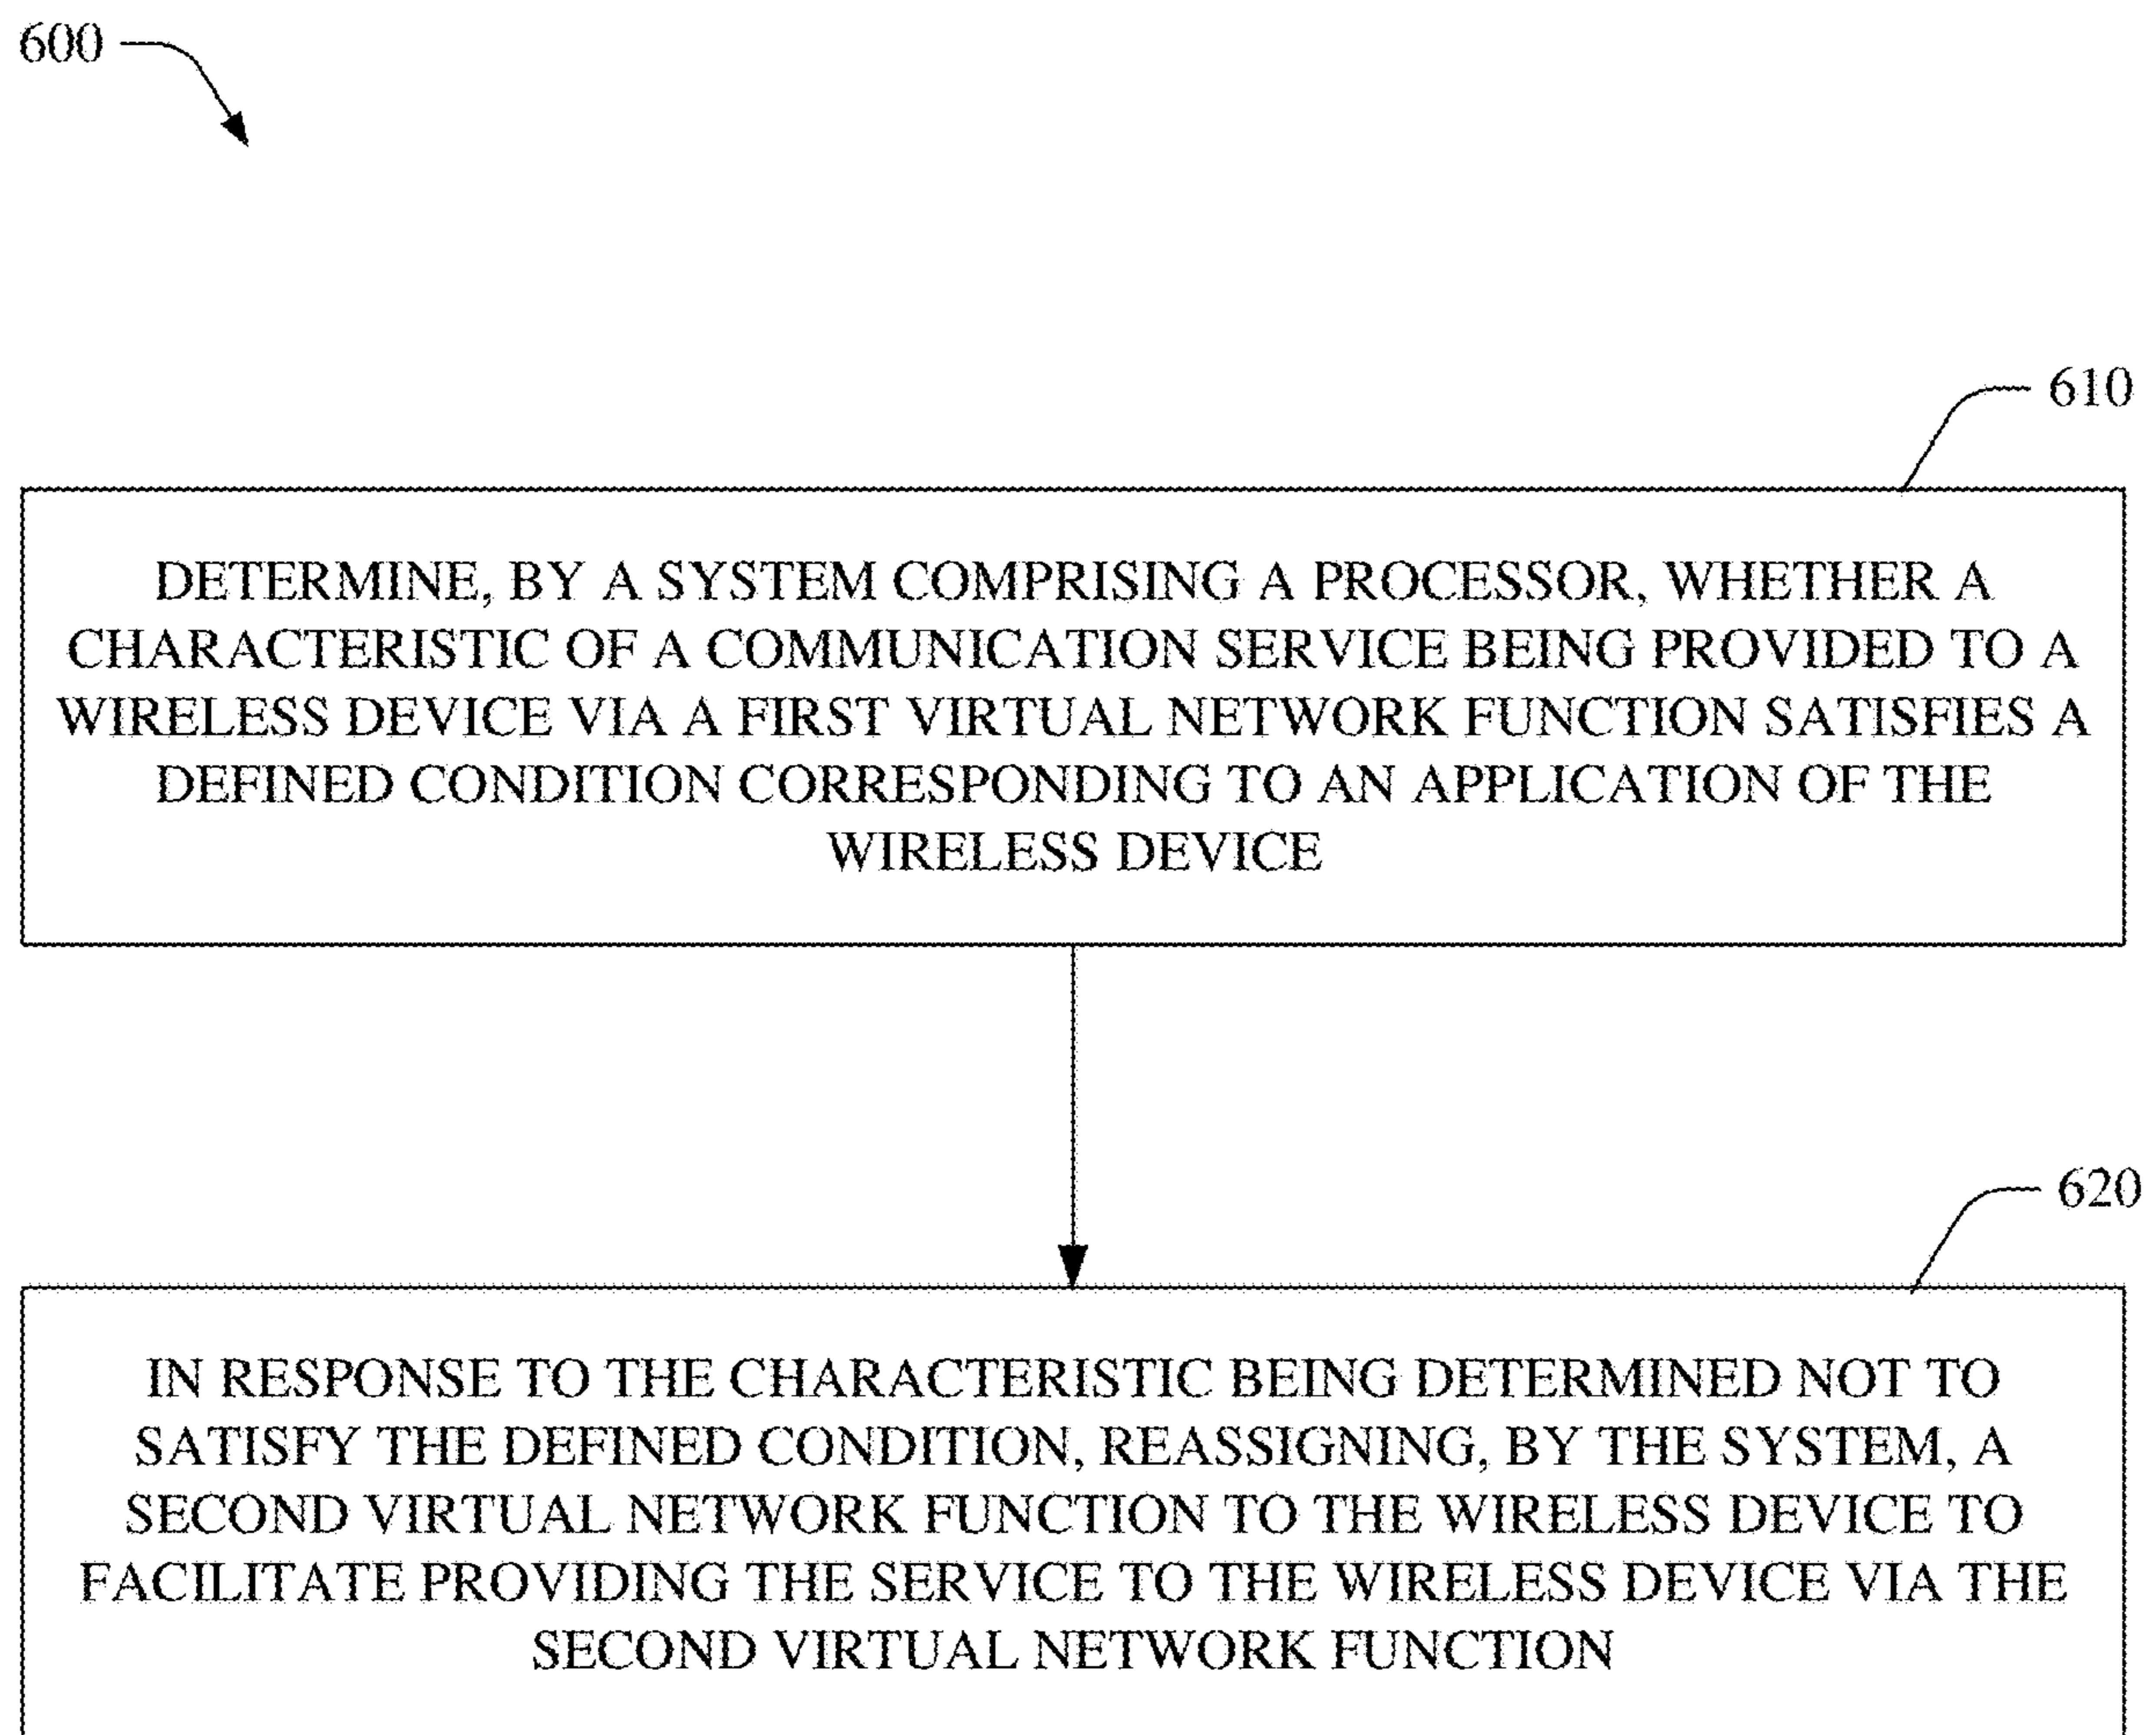 600
610
DETERMINE, BY A SYSTEM COMPRISING A PROCESSOR, WHETHER A
CHARACTERISTIC OF A COMMUNICATION SERVICE BEING PROVIDED TO A
WIRELESS DEVICE VIA A FIRST VIRTUAL NETWORK FUNCTION SATISFIES A
DEFINED CONDITION CORRESPONDING TO AN APPLICATION OF THE
WIRELESS DEVICE
620
IN RESPONSE TO THE CHARACTERISTIC BEING DETERMINED NOT TO
SATISFY THE DEFINED CONDITION, REASSIGNING, BY THE SYSTEM, A
SECOND VIRTUAL NETWORK FUNCTION TO THE WIRELESS DEVICE TO
FACILITATE PROVIDING THE SERVICE TO THE WIRELESS DEVICE VIA THE
SECOND VIRTUAL NETWORK FUNCTION